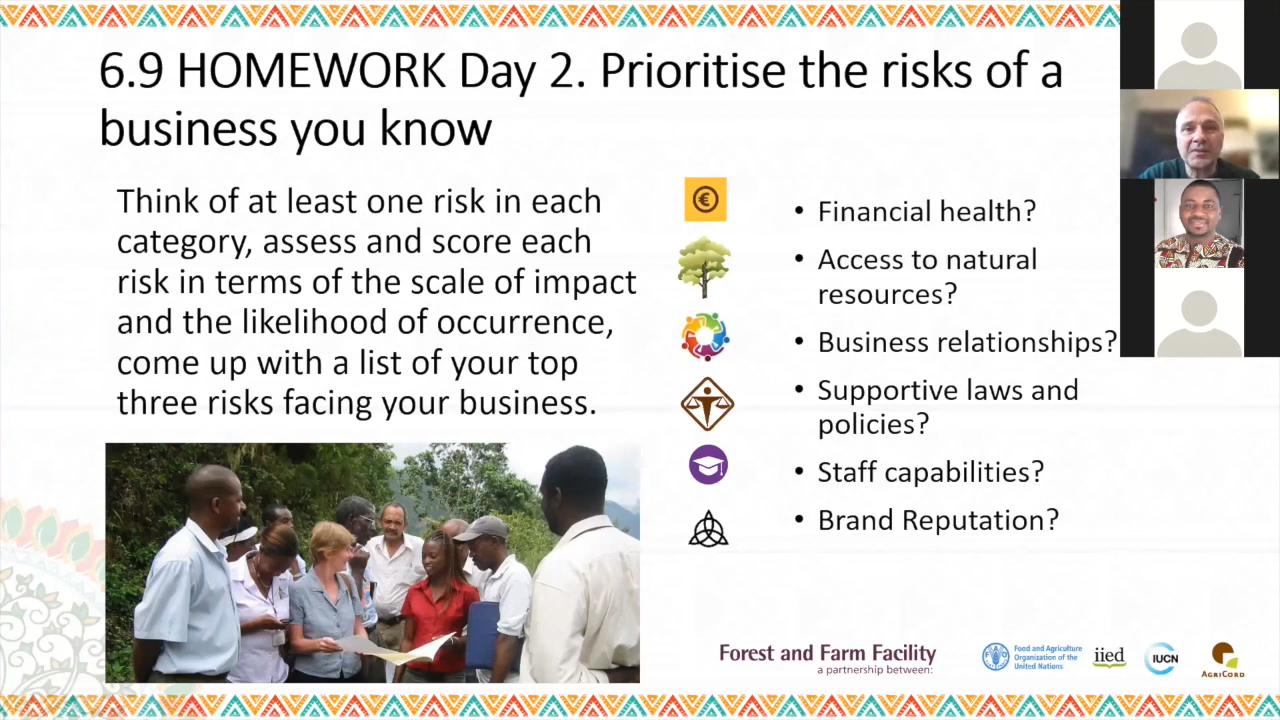 6.9 HOMEWORK Day 2. Prioritise the risks of a
business you know
Think of at least one risk in each
category, assess and score each
risk in terms of the scale of impact
and the likelihood of occurrence,
come up with a list of your top
three risks facing your business.
• Financial health?
• Access to natural
resources?
• Business relationships?
• Supportive laws and
policies?
• Staff capabilities?
• Brand Reputation?
Forest and Farm Facility
a partnership between:
Food and Agriculture
Organization of the
United Nations
iied
IUCN
AGRICORD